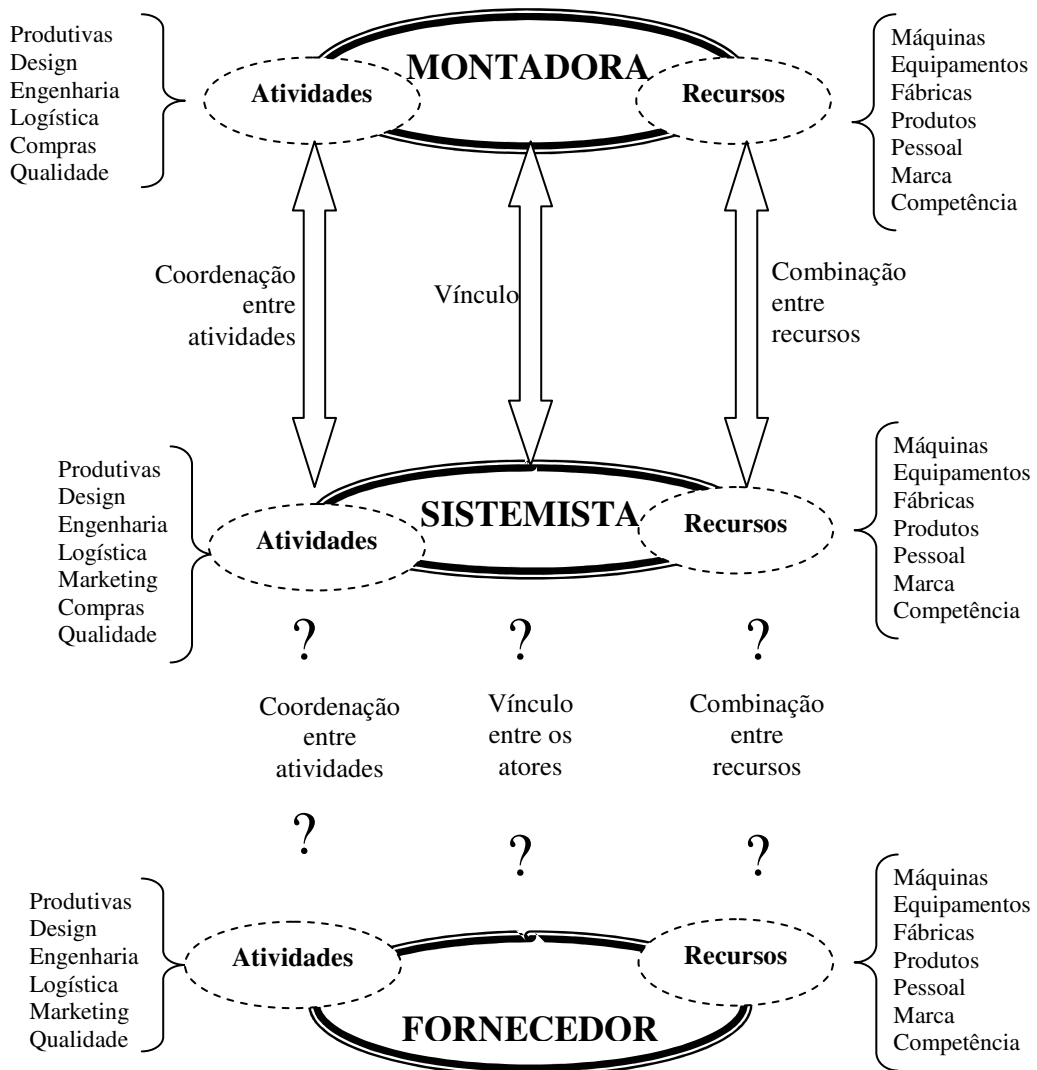 Produtivas
Design
Engenharia
Logística
Compras
Qualidade
MONTADORA
Atividades
Recursos
Máquinas
Equipamentos
Fábricas
Produtos
Pessoal
Marca
Competência
Coordenação
entre
atividades
Vínculo
Combinação
entre
recursos
Produtivas
Design
Engenharia
Logística
Marketing
Compras
Qualidade
SISTEMISTA
Atividades
Recursos
Máquinas
Equipamentos
Fábricas
Produtos
Pessoal
Marca
Competência
? ? ?
Coordenação
entre
atividades
Vínculo
entre os
atores
Combinação
entre
recursos
? ? ?
Produtivas
Design
Engenharia
Logística
Marketing
Qualidade
Atividades
Recursos
FORNECEDOR
Máquinas
Equipamentos
Fábricas
Produtos
Pessoal
Marca
Competência